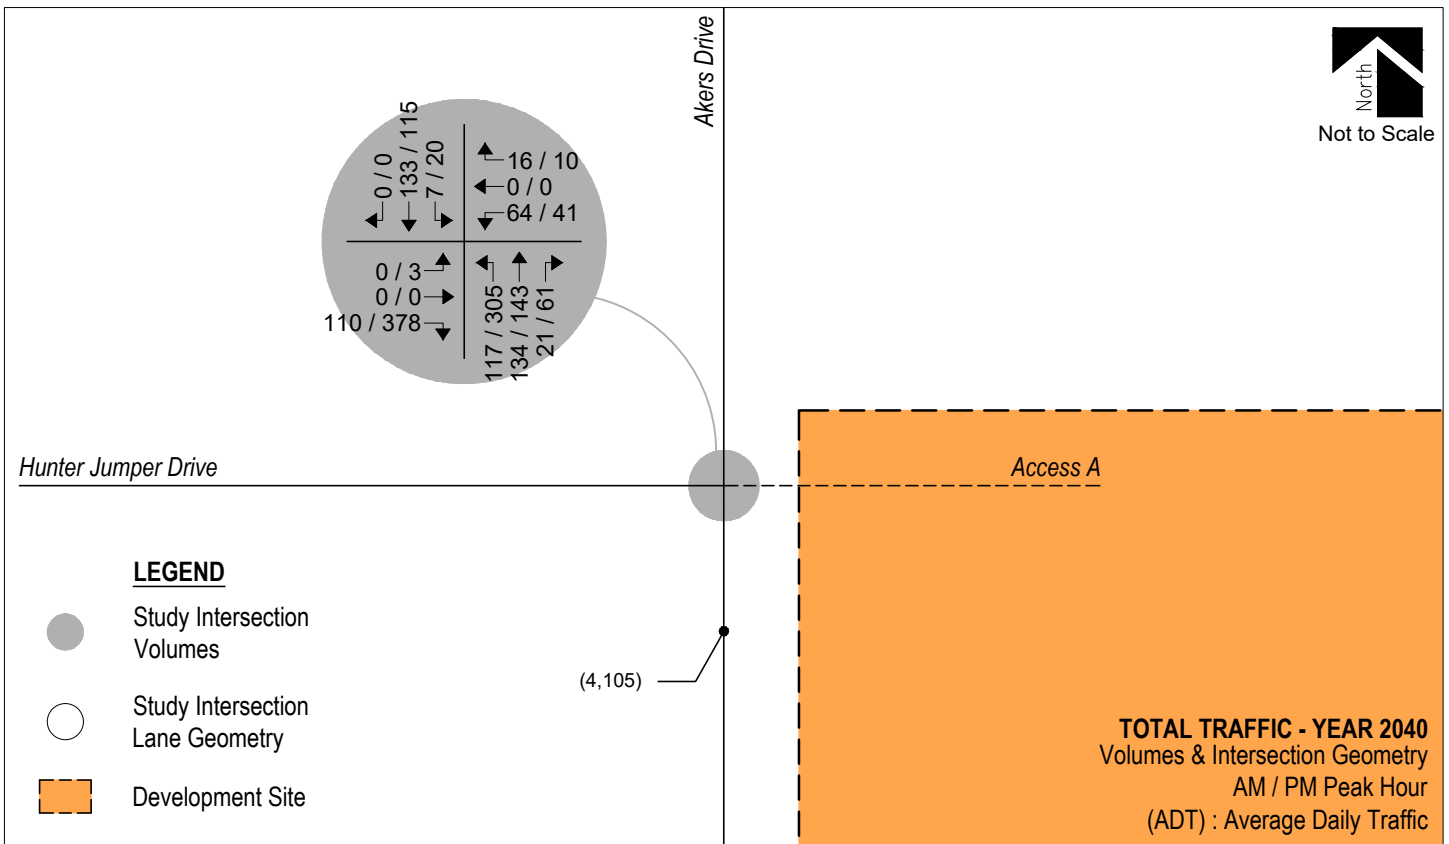 Akers Drive
North
Not to Scale
0 / 0
133 / 115
7 / 20
16 / 10
0 / 0
64 / 41
0 / 3
0 / 0
110 / 378
117 / 305
134 / 143
21 / 61
Hunter Jumper Drive
Access A
LEGEND
Study Intersection
Volumes
Study Intersection
Lane Geometry
Development Site
(4,105)
TOTAL TRAFFIC - YEAR 2040
Volumes & Intersection Geometry
AM / PM Peak Hour
(ADT) : Average Daily Traffic